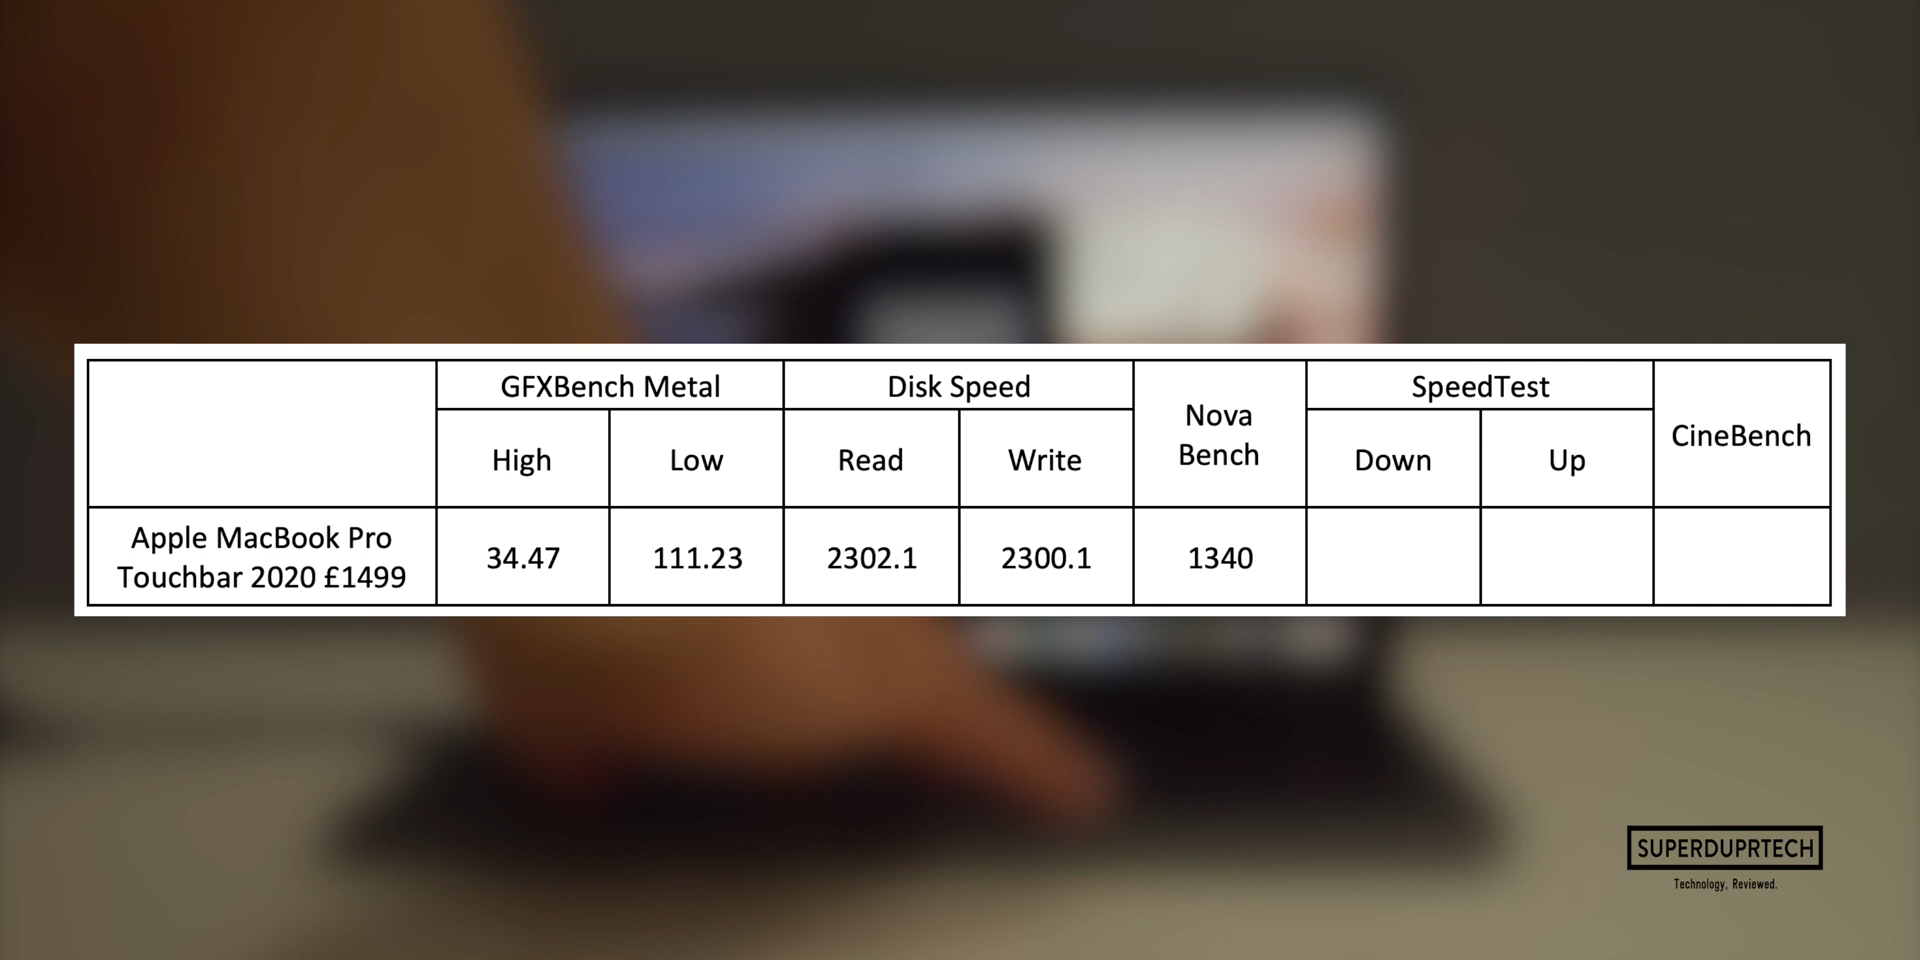 GFXBench Metal
Disk Speed
Nova
Bench
SpeedTest
CineBench
High
Low
Read
Write
Down
Up
Apple MacBook Pro
Touchbar 2020 £1499
34.47
111.23
2302.1
2300.1
1340
SUPERDUPRTECH
Technology, Reviewed.